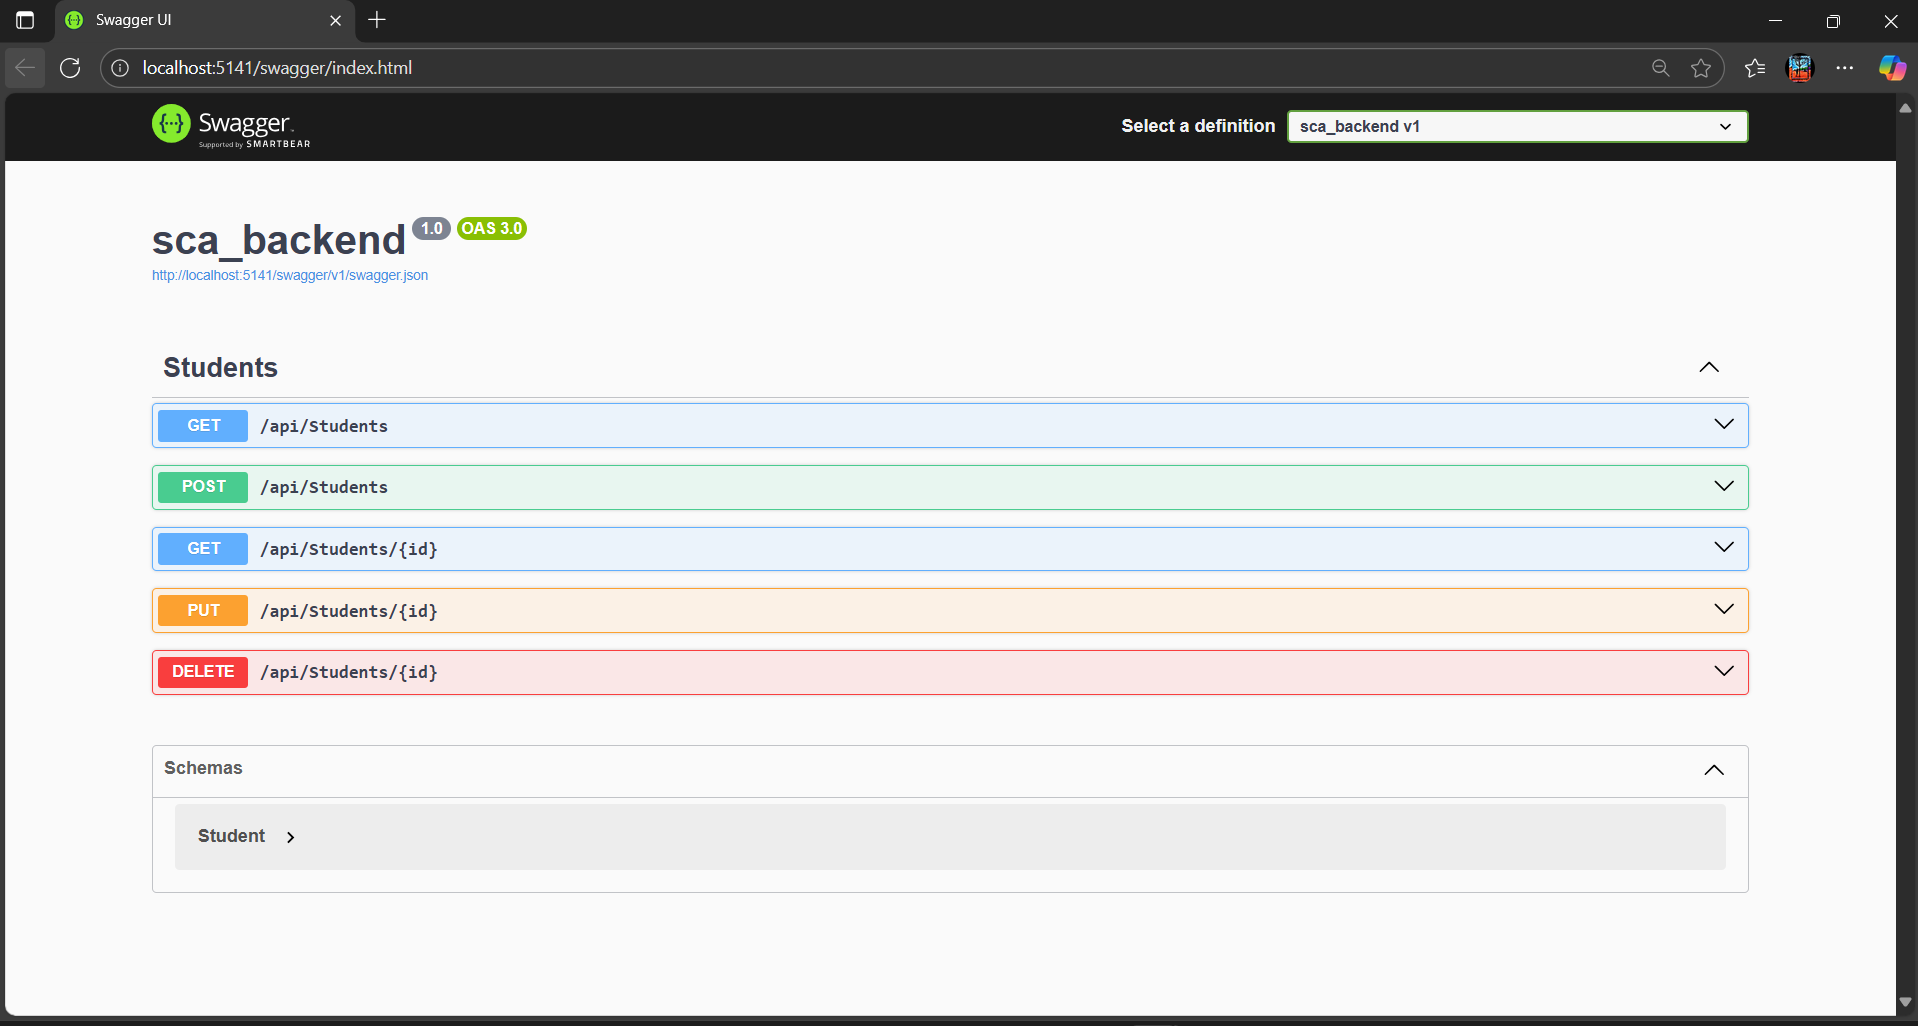 Swagger UI
localhost:5141/swagger/index.html
{...} Swagger.
Supported by SMARTBEAR
Select a definition
sca_backend v1
sca_backend 1.0 OAS 3.0
http://localhost:5141/swagger/v1/swagger.json
Students
GET /api/Students
POST /api/Students
GET /api/Students/{id}
PUT /api/Students/{id}
DELETE /api/Students/{id}
Schemas
Student